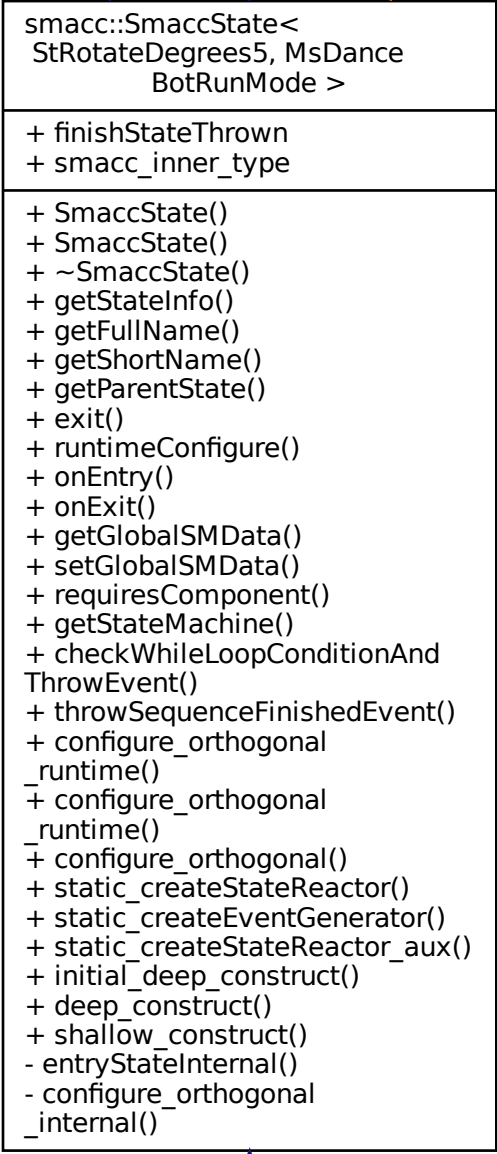 smacc::SmaccState<
StRotateDegrees5, MsDance
BotRunMode >
+ finishStateThrown
+ smacc_inner_type
+ SmaccState()
+ SmaccState()
+ ~SmaccState()
+ getStateInfo()
+ getFullName()
+ getShortName()
+ getParentState()
+ exit()
+ runtimeConfigure()
+ onEntry()
+ onExit()
+ getGlobalSMData()
+ setGlobalSMData()
+ requiresComponent()
+ getStateMachine()
+ checkWhileLoopConditionAnd
ThrowEvent()
+ throwSequenceFinishedEvent()
+ configure_orthogonal
_runtime()
+ configure_orthogonal
_runtime()
+ configure_orthogonal()
+ static_createStateReactor()
+ static_createEventGenerator()
+ static_createStateReactor_aux()
+ initial_deep_construct()
+ deep_construct()
+ shallow_construct()
- entryStateInternal()
- configure_orthogonal
_internal()